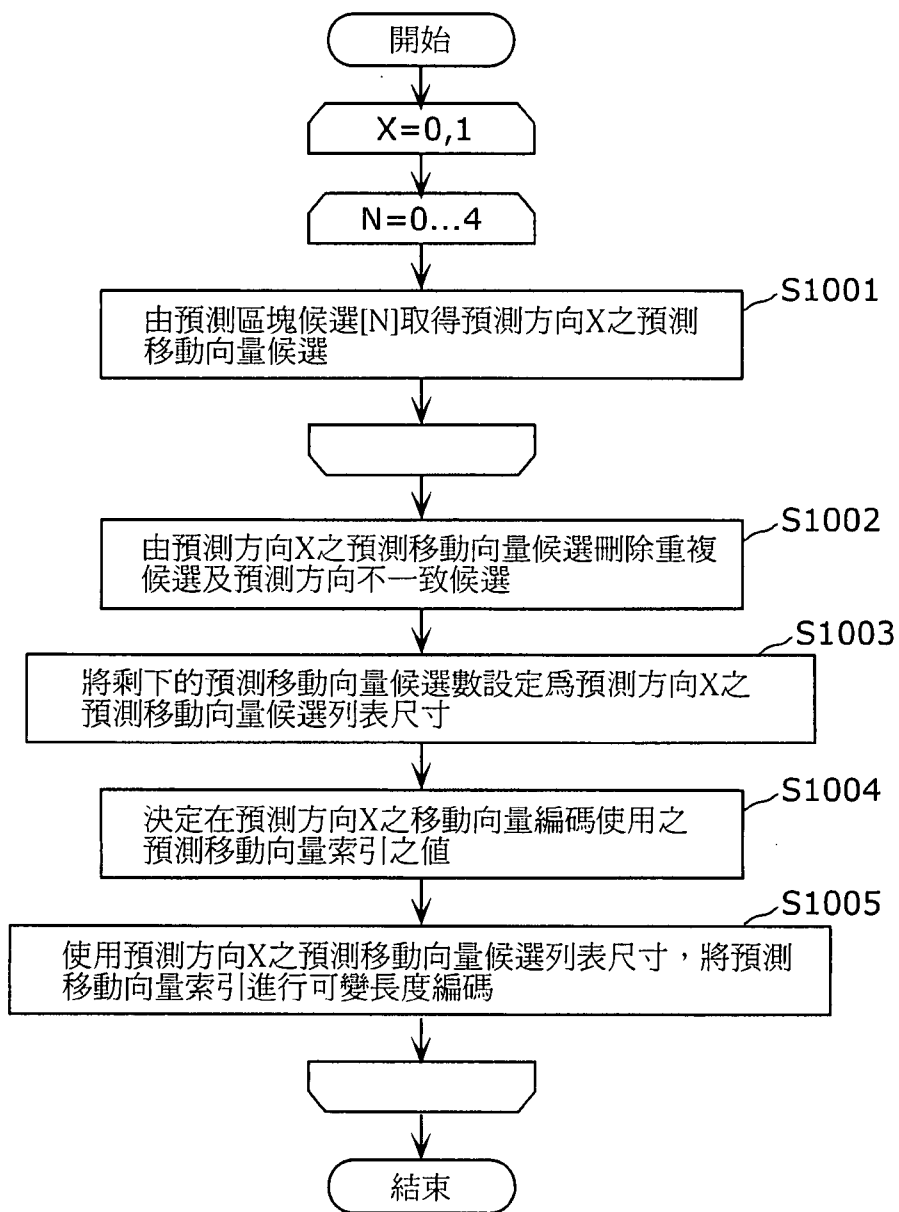 開始
X=0,1
N=0...4
S1001
由預測區塊候選[N]取得預測方向X之預測
移動向量候選
S1002
由預測方向X之預測移動向量候選刪除重複
候選及預測方向不一致候選
S1003
將剩下的預測移動向量候選數設定爲預測方向X之
預測移動向量候選列表尺寸
S1004
決定在預測方向X之移動向量編碼使用之
預測移動向量索引之值
S1005
使用預測方向X之預測移動向量候選列表尺寸，將預測
移動向量索引進行可變長度編碼
結束